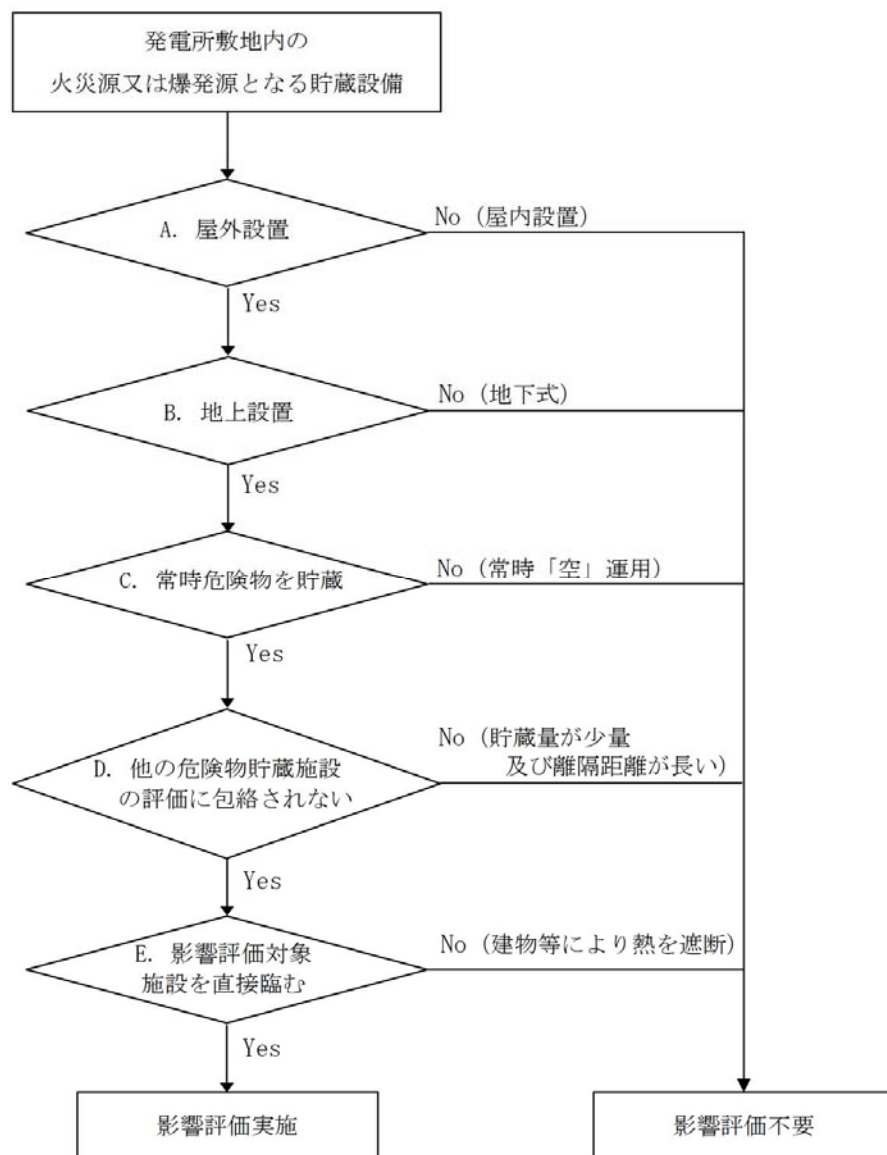 発電所敷地内の
火災源又は爆発源となる貯蔵設備
A. 屋外設置
No (屋内設置)
Yes
B. 地上設置
No (地下式)
Yes
C. 常時危険物を貯蔵
No (常時「空」運用)
Yes
D. 他の危険物貯蔵施設
の評価に包絡されない
No (貯蔵量が少量
及び離隔距離が長い)
Yes
E. 影響評価対象
施設を直接臨む
No (建物等により熱を遮断)
Yes
影響評価実施
影響評価不要